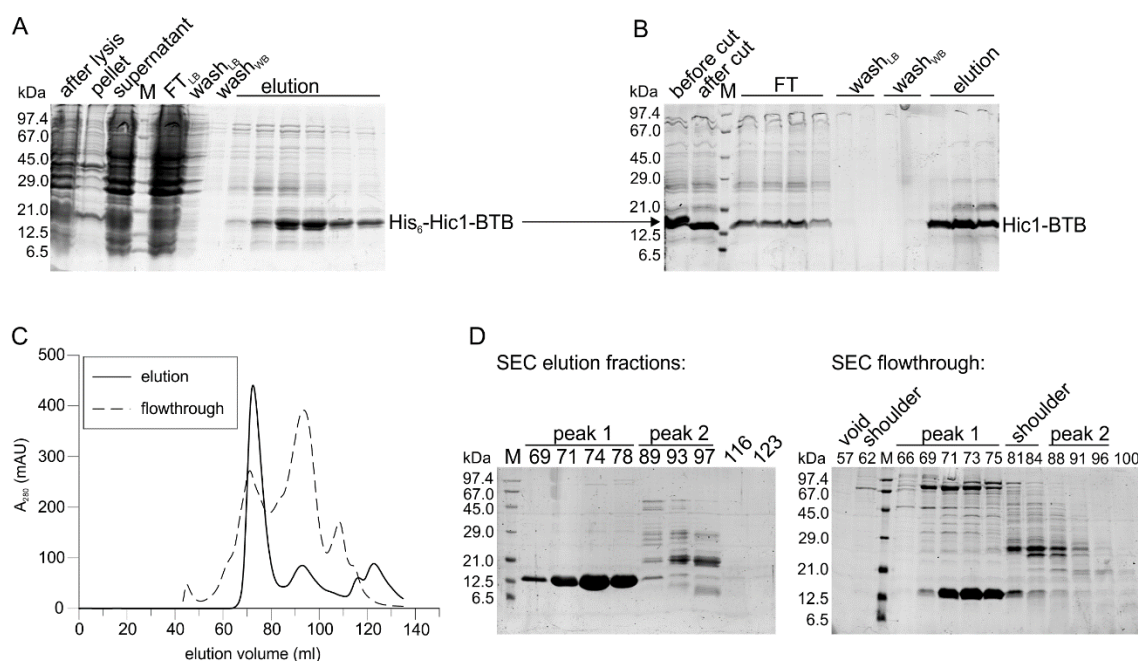 A
after lysis
pellet
supernatant
M
FT_LB
wash_LB
wash_WB
elution
kDa
97.4
67.0
45.0
29.0
21.0
12.5
6.5
His₆-Hic1-BTB
B
before cut
after cut
M
FT
wash_LB
wash_WB
elution
kDa
97.4
67.0
45.0
29.0
21.0
12.5
6.5
Hic1-BTB
C
500
400
300
200
100
0
A₂₈₀ (mAU)
elution
flowthrough
0 20 40 60 80 100 120 140
elution volume (ml)
D
SEC elution fractions:
peak 1 peak 2
kDa M 69 71 74 78 89 93 97 116 123
97.4
67.0
45.0
29.0
21.0
12.5
6.5
SEC flowthrough:
void
shoulder
peak 1
shoulder
peak 2
kDa 57 62 M 66 69 71 73 75 81 84 88 91 96 100
97.4
67.0
45.0
29.0
21.0
12.5
6.5